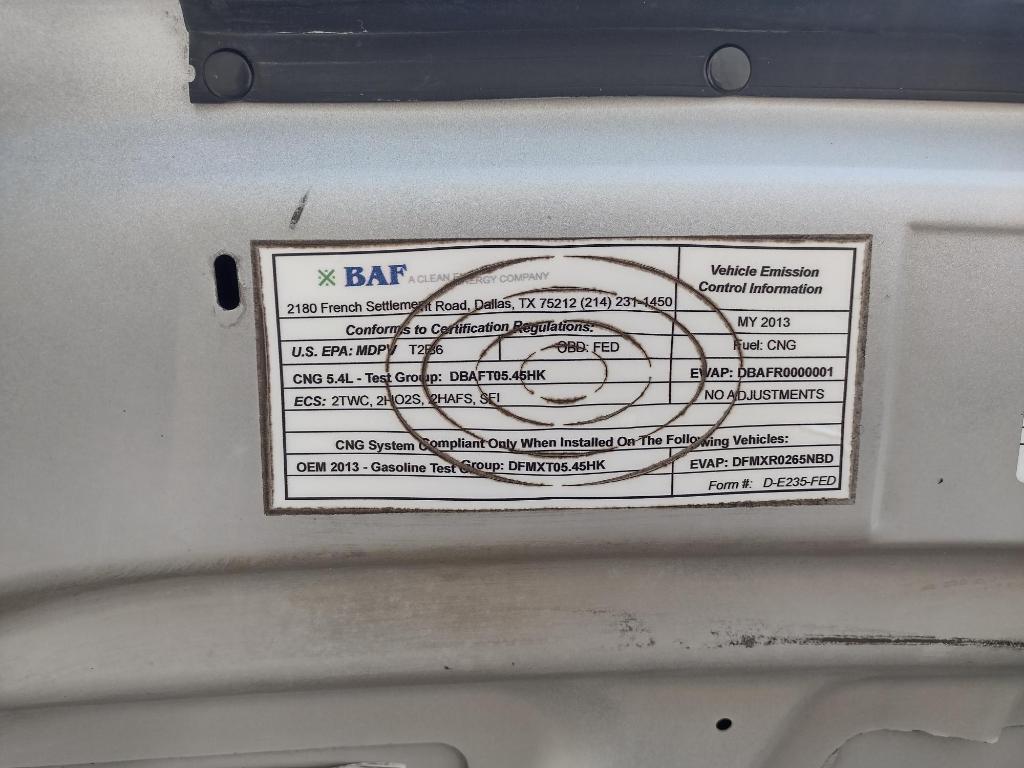 BAF A CLEAN ENERGY COMPANY
2180 French Settlement Road, Dallas, TX 75212 (214) 231-1450
Vehicle Emission
Control Information
Conforms to Certification Regulations:
MY 2013
U.S. EPA: MDPV T2B6 OBD: FED
Fuel: CNG
CNG 5.4L - Test Group: DBAFT05.45HK
EVAP: DBAFR0000001
ECS: 2TWC, 2HO2S, 2HAFS, SFI
NO ADJUSTMENTS
CNG System Compliant Only When Installed On The Following Vehicles:
OEM 2013 - Gasoline Test Group: DFMXT05.45HK
EVAP: DFMXR0265NBD
Form #: D-E235-FED